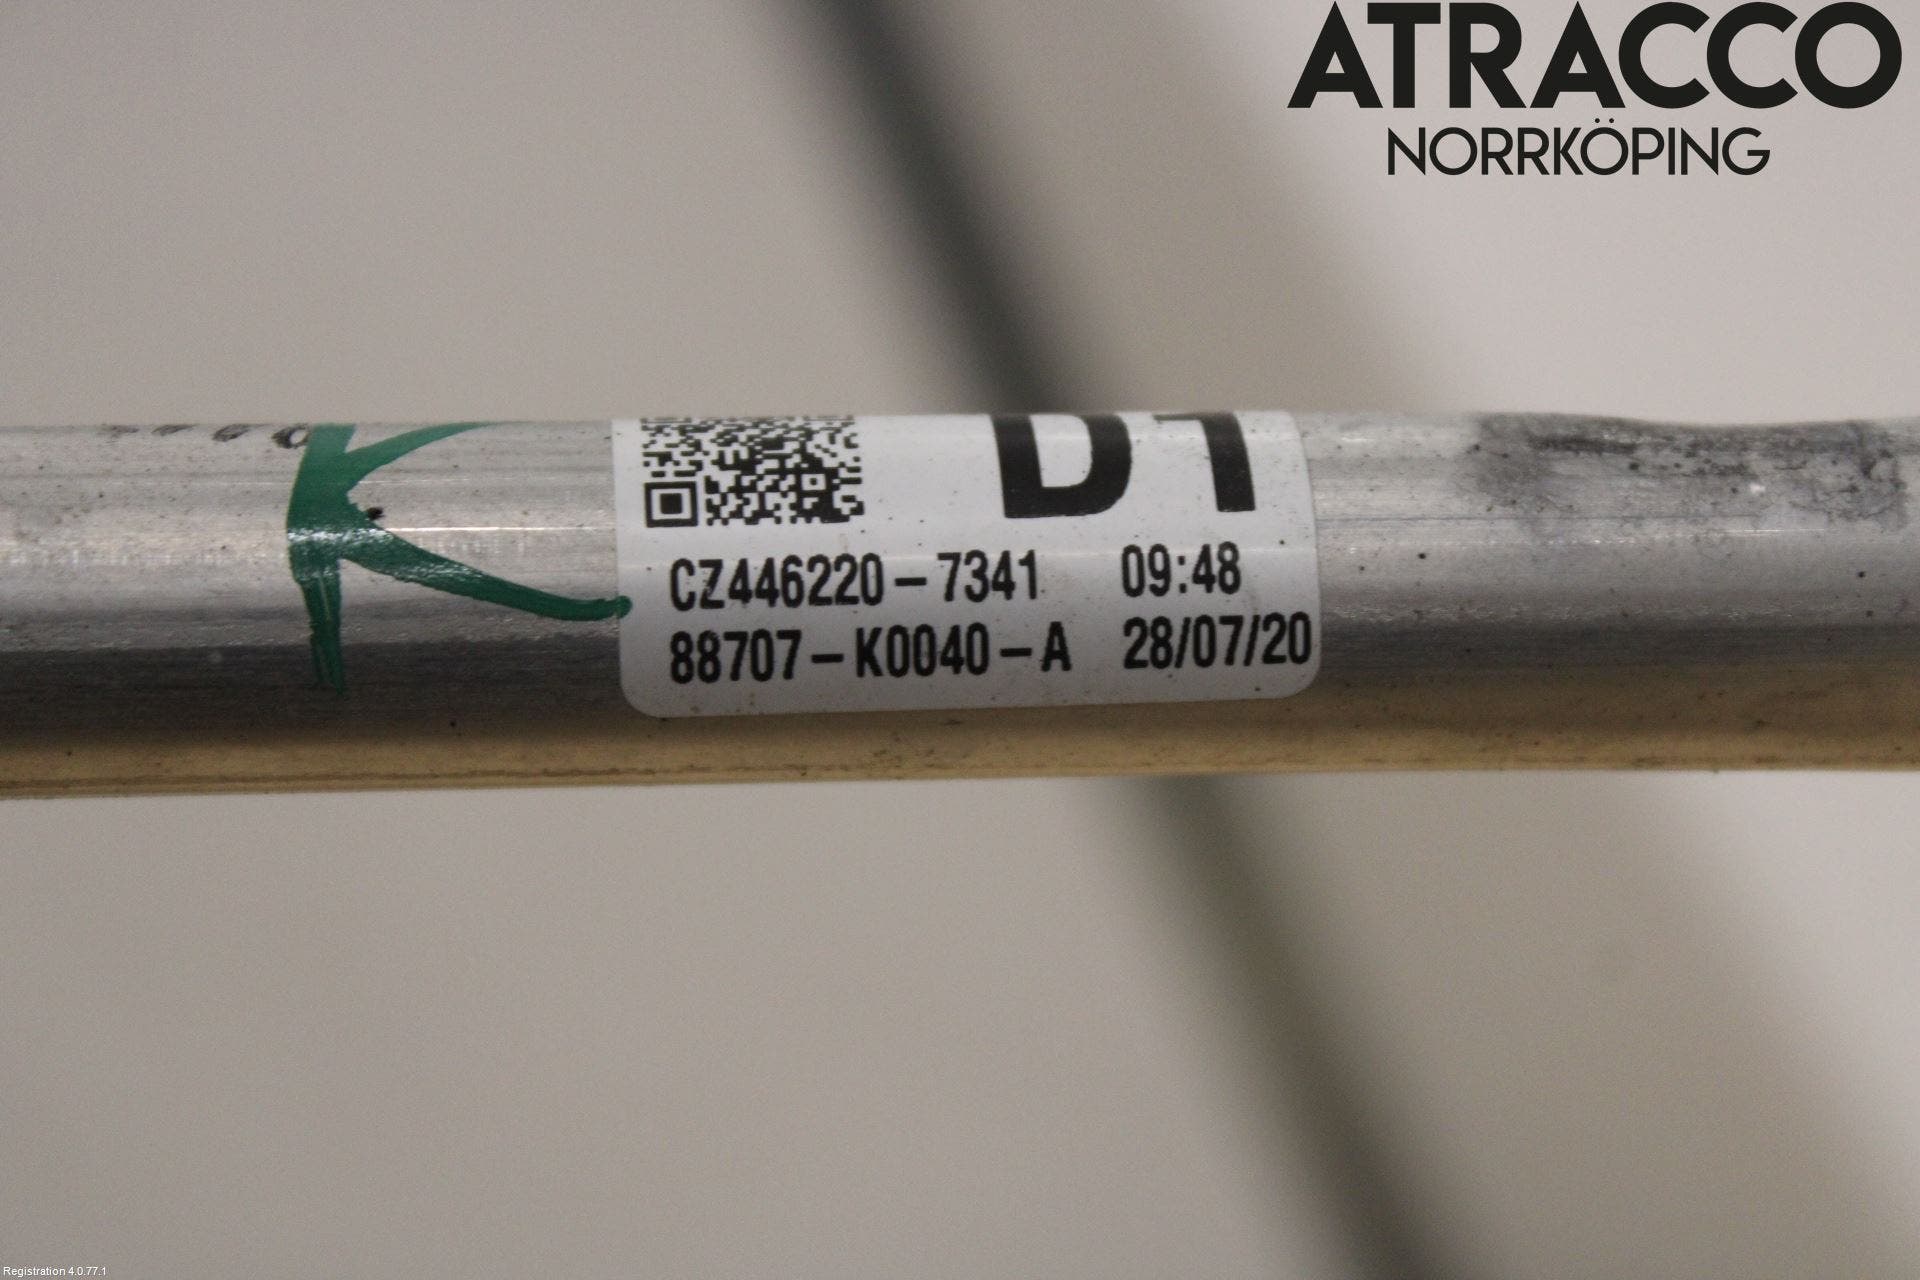 ATRACCO
NORRKÖPING
K
D1
CZ446220-7341 09:48
88707-K0040-A 28/07/20
Registration 4.0.77.1